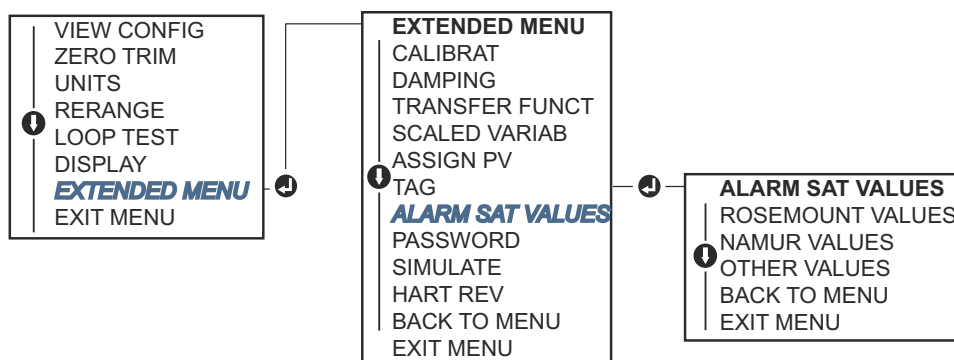 VIEW CONFIG
ZERO TRIM
UNITS
RERANGE
LOOP TEST
DISPLAY
EXTENDED MENU
EXIT MENU
EXTENDED MENU
CALIBRAT
DAMPING
TRANSFER FUNCT
SCALED VARIAB
ASSIGN PV
TAG
ALARM SAT VALUES
PASSWORD
SIMULATE
HART REV
BACK TO MENU
EXIT MENU
ALARM SAT VALUES
ROSEMOUNT VALUES
NAMUR VALUES
OTHER VALUES
BACK TO MENU
EXIT MENU